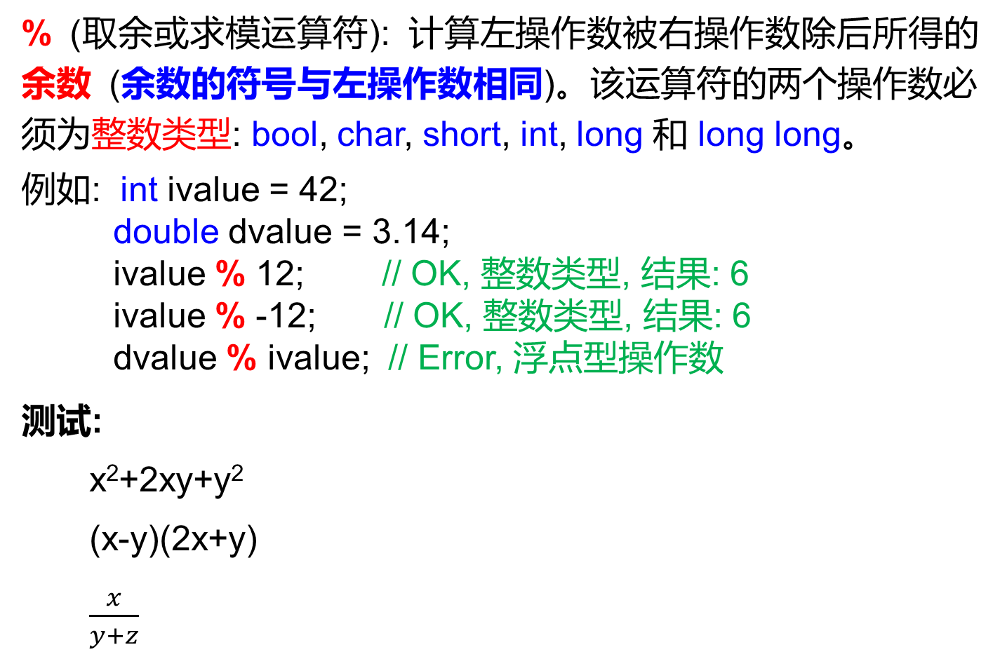 % (取余或求模运算符): 计算左操作数被右操作数除后所得的
余数 (余数的符号与左操作数相同)。该运算符的两个操作数必
须为整数类型: bool, char, short, int, long 和 long long。
例如: int ivalue = 42;
double dvalue = 3.14;
ivalue % 12; // OK, 整数类型, 结果: 6
ivalue % -12; // OK, 整数类型, 结果: 6
dvalue % ivalue; // Error, 浮点型操作数
测试:
x²+2xy+y²
(x-y)(2x+y)
x
y+z